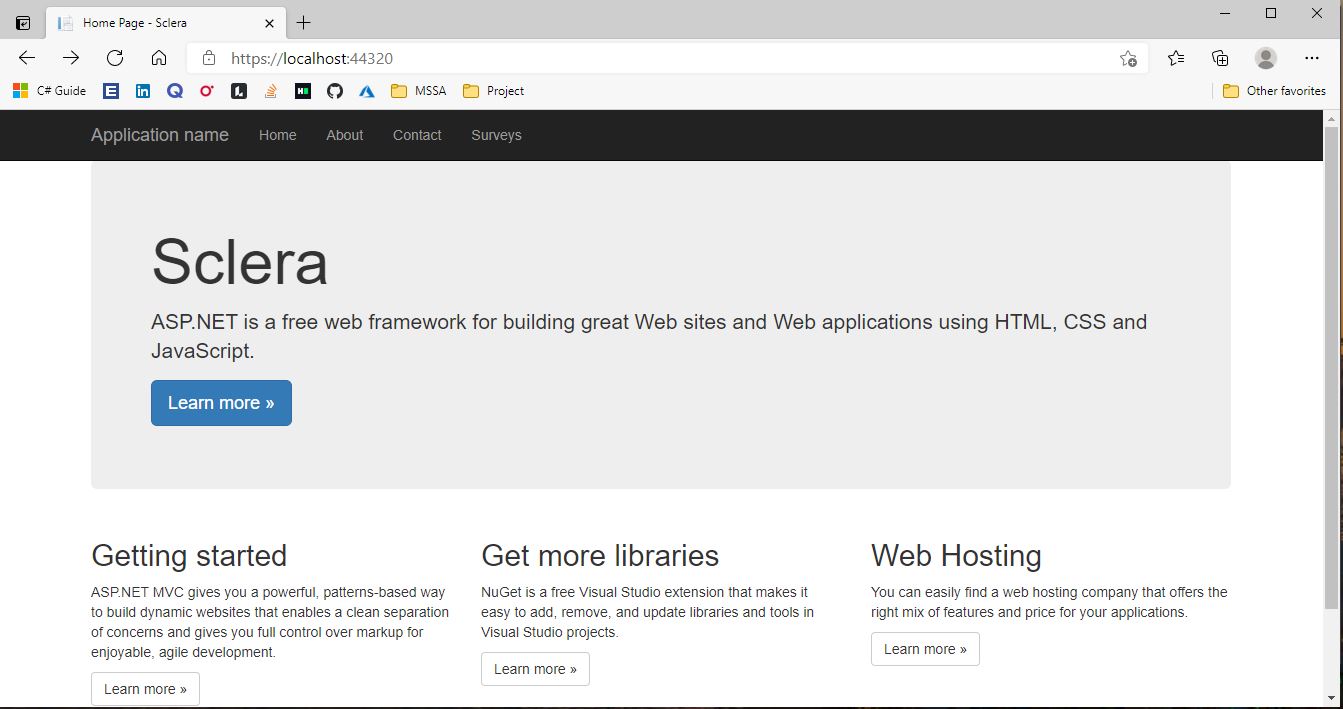 Home Page - Sclera
https://localhost:44320
C# Guide MSSA Project Other favorites
Application name Home About Contact Surveys
Sclera
ASP.NET is a free web framework for building great Web sites and Web applications using HTML, CSS and
JavaScript.
Learn more »
Getting started
ASP.NET MVC gives you a powerful, patterns-based way
to build dynamic websites that enables a clean separation
of concerns and gives you full control over markup for
enjoyable, agile development.
Learn more »
Get more libraries
NuGet is a free Visual Studio extension that makes it
easy to add, remove, and update libraries and tools in
Visual Studio projects.
Learn more »
Web Hosting
You can easily find a web hosting company that offers the
right mix of features and price for your applications.
Learn more »